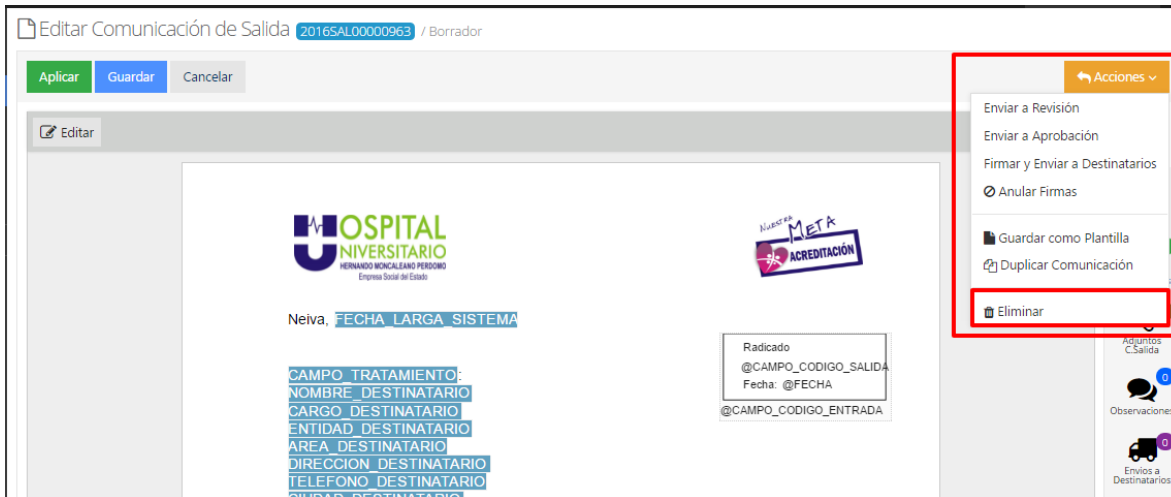 Editar Comunicación de Salida 2016SAL00000963 / Borrador
Aplicar Guardar Cancelar
Acciones
Enviar a Revisión
Enviar a Aprobación
Firmar y Enviar a Destinatarios
Anular Firmas
Guardar como Plantilla
Duplicar Comunicación
Eliminar
Editar
HOSPITAL
UNIVERSITARIO
HERNANDO MONCALEANO PERDOMO
Empresa Social del Estado
NUESTRA META
ACREDITACIÓN
Neiva, FECHA_LARGA_SISTEMA
Radicado
@CAMPO_CODIGO_SALIDA
Fecha: @FECHA
@CAMPO_CODIGO_ENTRADA
CAMPO_TRATAMIENTO:
NOMBRE_DESTINATARIO
CARGO_DESTINATARIO
ENTIDAD_DESTINATARIO
AREA_DESTINATARIO
DIRECCION_DESTINATARIO
TELEFONO_DESTINATARIO
CIUDAD_DESTINATARIO
Adjuntos
C.Salida
0
Observaciones
0
Envios a
Destinatarios